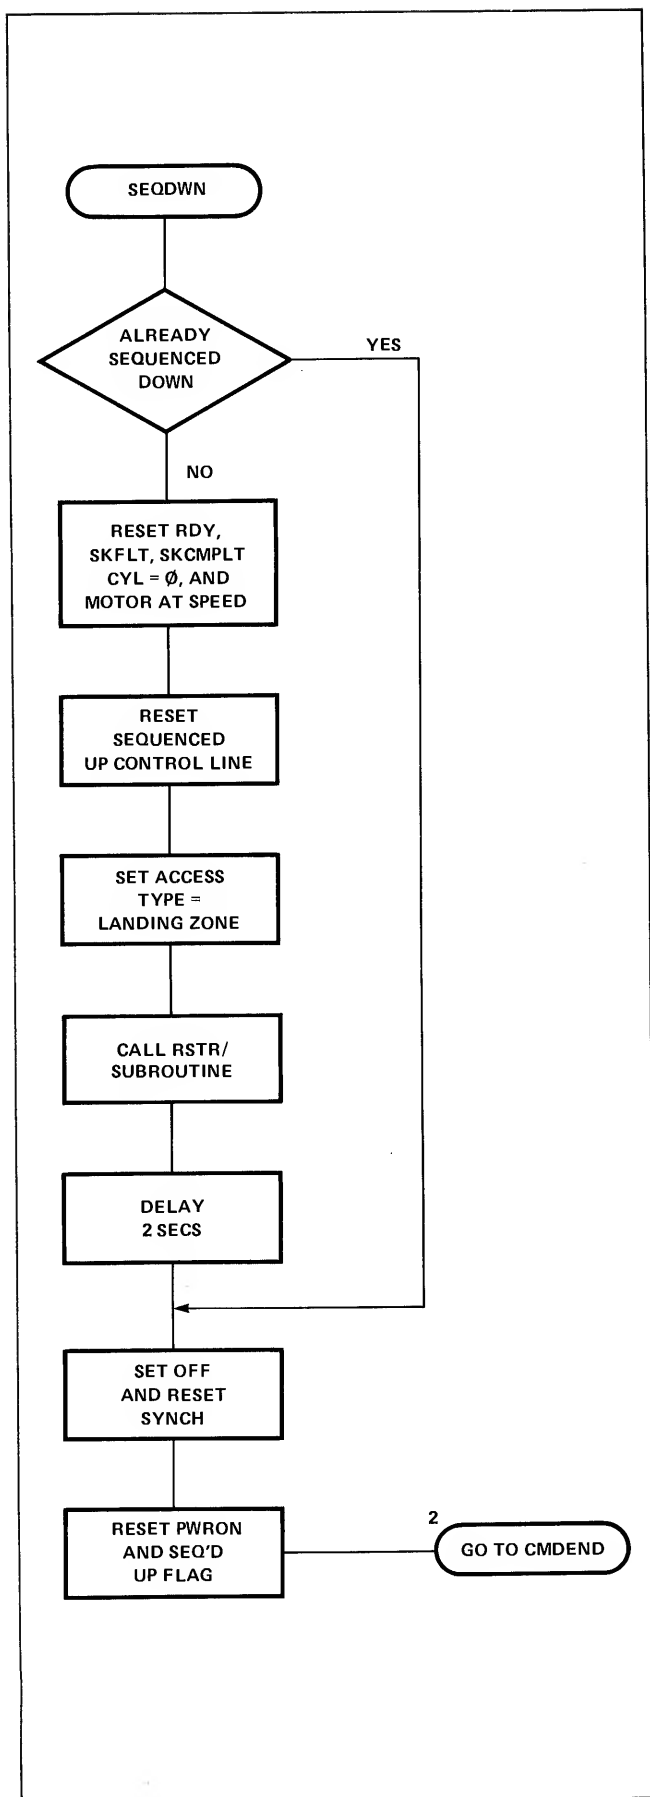 SEQDWN
ALREADY
SEQUENCED
DOWN
YES
NO
RESET RDY,
SKFLT, SKCMPLT
CYL = Ø, AND
MOTOR AT SPEED
RESET
SEQUENCED
UP CONTROL LINE
SET ACCESS
TYPE =
LANDING ZONE
CALL RSTR/
SUBROUTINE
DELAY
2 SECS
SET OFF
AND RESET
SYNCH
RESET PWRON
AND SEQ'D
UP FLAG
2
GO TO CMDEND